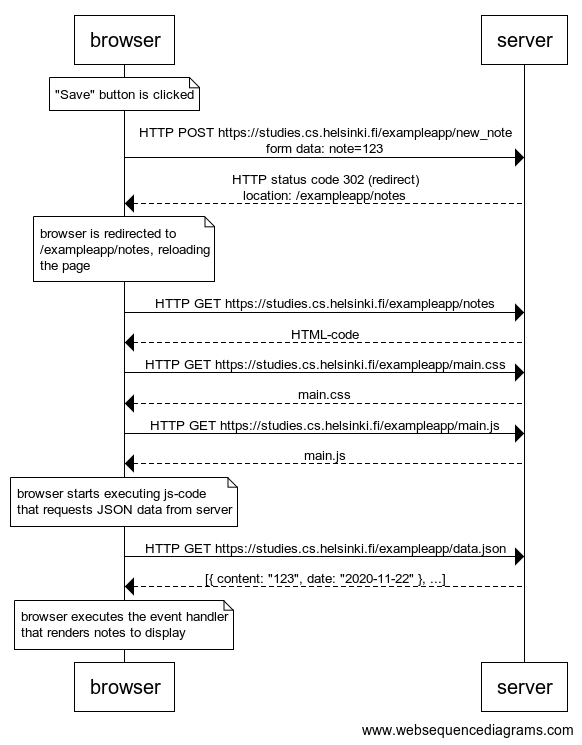 browser
server
"Save" button is clicked
HTTP POST https://studies.cs.helsinki.fi/exampleapp/new_note
form data: note=123
HTTP status code 302 (redirect)
location: /exampleapp/notes
browser is redirected to
/exampleapp/notes, reloading
the page
HTTP GET https://studies.cs.helsinki.fi/exampleapp/notes
HTML-code
HTTP GET https://studies.cs.helsinki.fi/exampleapp/main.css
main.css
HTTP GET https://studies.cs.helsinki.fi/exampleapp/main.js
main.js
browser starts executing js-code
that requests JSON data from server
HTTP GET https://studies.cs.helsinki.fi/exampleapp/data.json
[{ content: "123", date: "2020-11-22" }, ...]
browser executes the event handler
that renders notes to display
browser
server
www.websequencediagrams.com